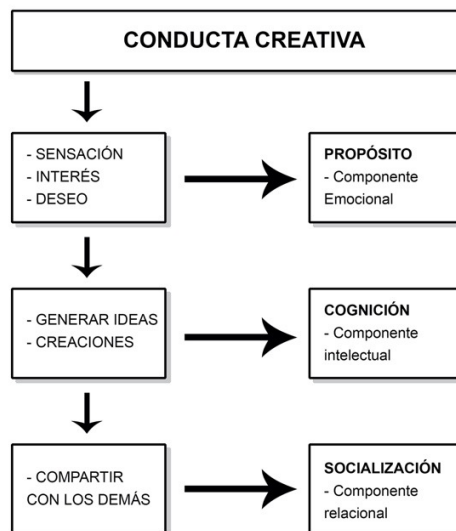 CONDUCTA CREATIVA
- SENSACIÓN
- INTERÉS
- DESEO
PROPÓSITO
- Componente
Emocional
- GENERAR IDEAS
- CREACIONES
COGNICIÓN
- Componente
intelectual
- COMPARTIR
CON LOS DEMÁS
SOCIALIZACIÓN
- Componente
relacional